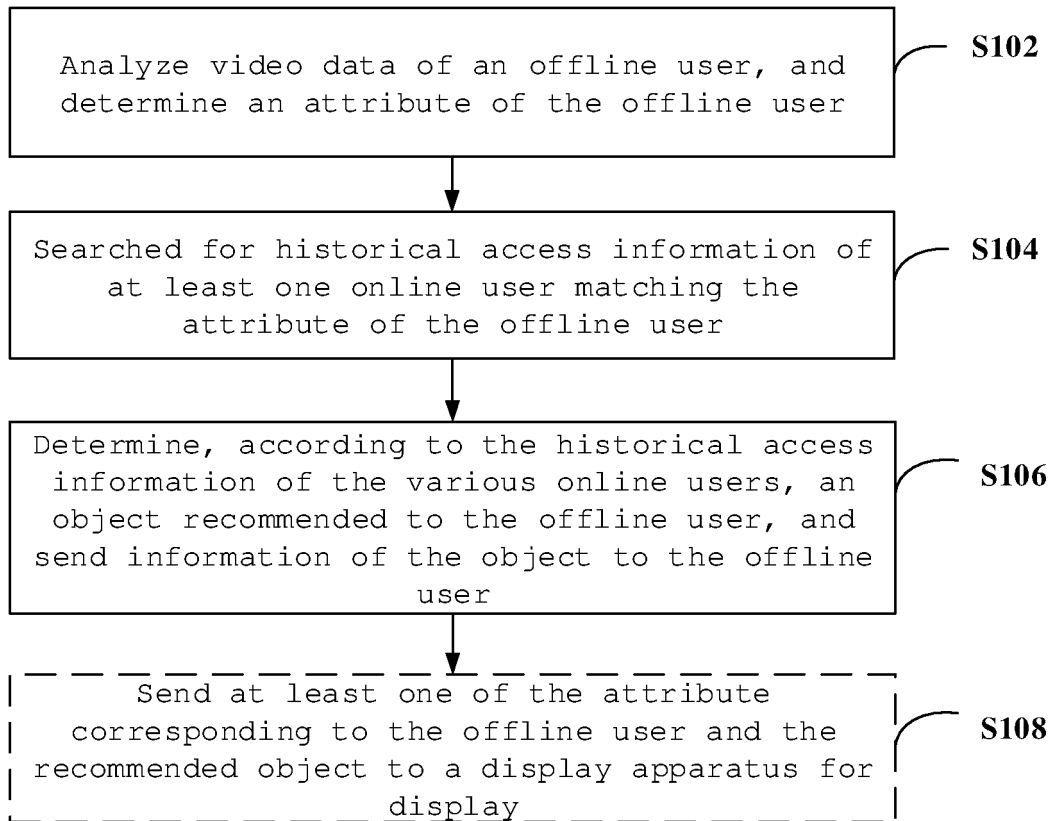 Analyze video data of an offline user, and
determine an attribute of the offline user
S102
Searched for historical access information of
at least one online user matching the
attribute of the offline user
S104
Determine, according to the historical access
information of the various online users, an
object recommended to the offline user, and
send information of the object to the offline
user
S106
Send at least one of the attribute
corresponding to the offline user and the
recommended object to a display apparatus for
display
S108